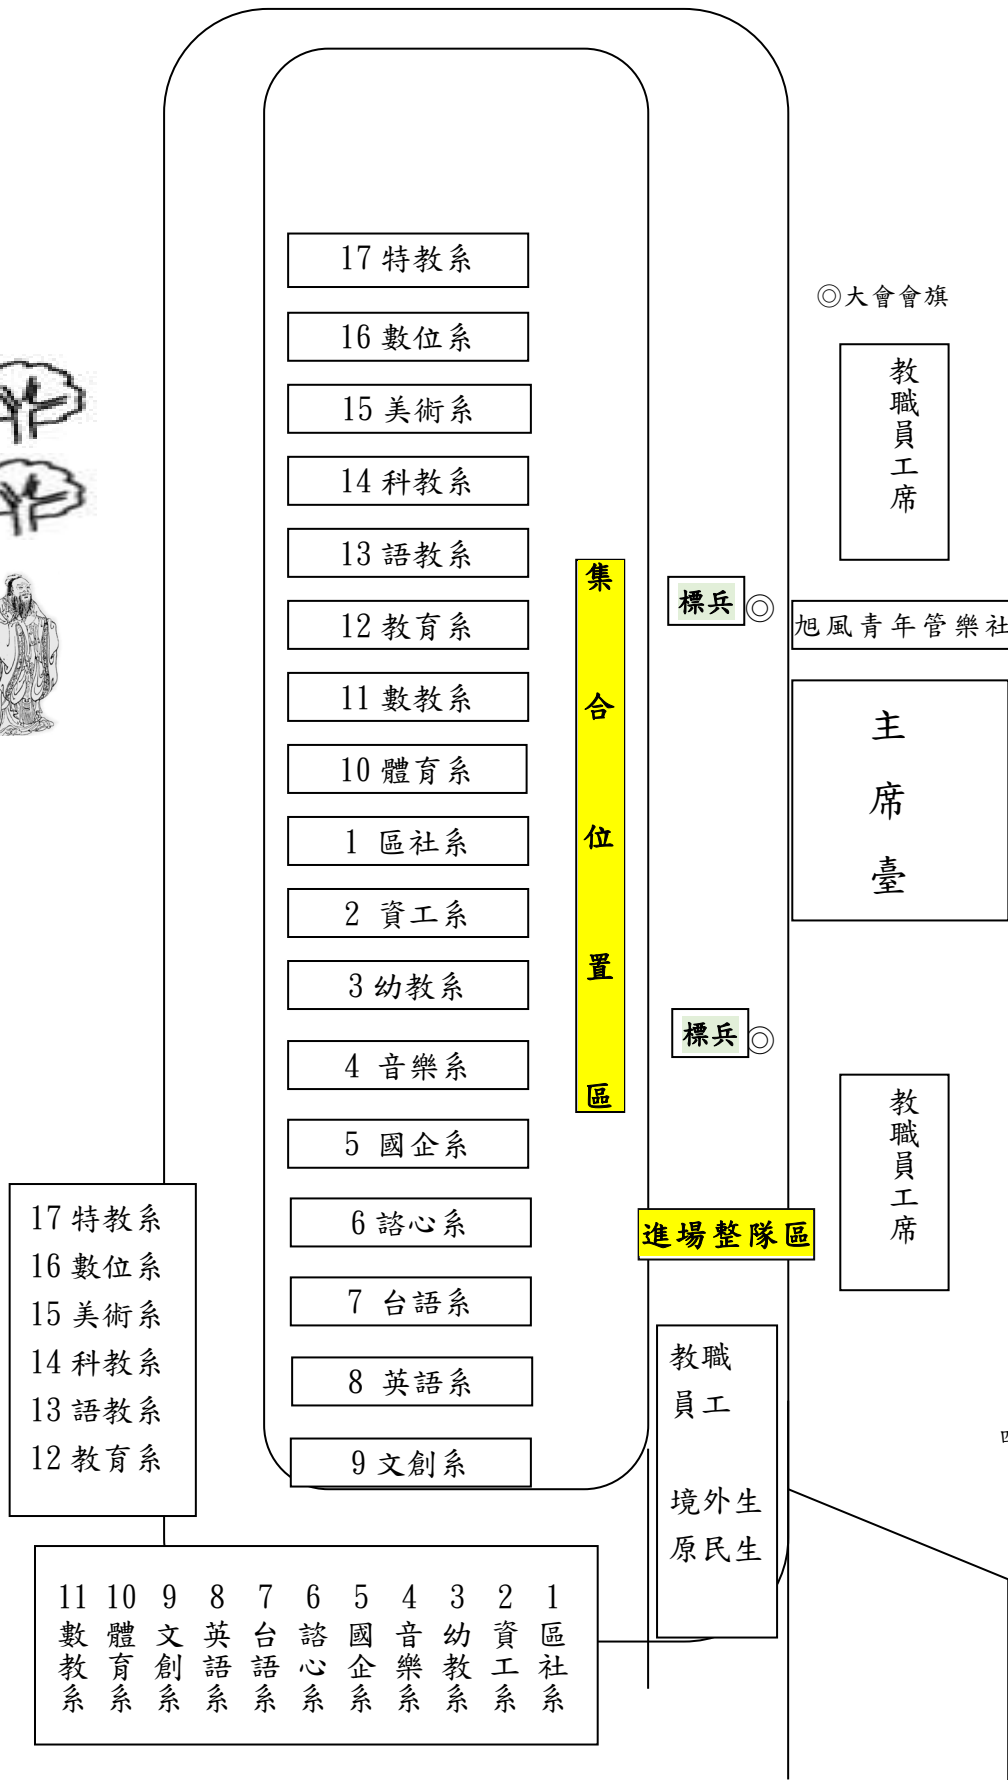 17 特教系
16 數位系
15 美術系
14 科教系
13 語教系
12 教育系
11 數教系
10 體育系
1 區社系
2 資工系
3 幼教系
4 音樂系
5 國企系
6 諮心系
7 台語系
8 英語系
9 文創系
集合位置區
標兵◎
標兵◎
◎大會會旗
教職員工席
旭風青年管樂社
主席臺
教職員工席
進場整隊區
教職
員工
境外生
原民生
17 特教系
16 數位系
15 美術系
14 科教系
13 語教系
12 教育系
11 數教系
10 體育系
9 文創系
8 英語系
7 台語系
6 諮心系
5 國企系
4 音樂系
3 幼教系
2 資工系
1 區社系